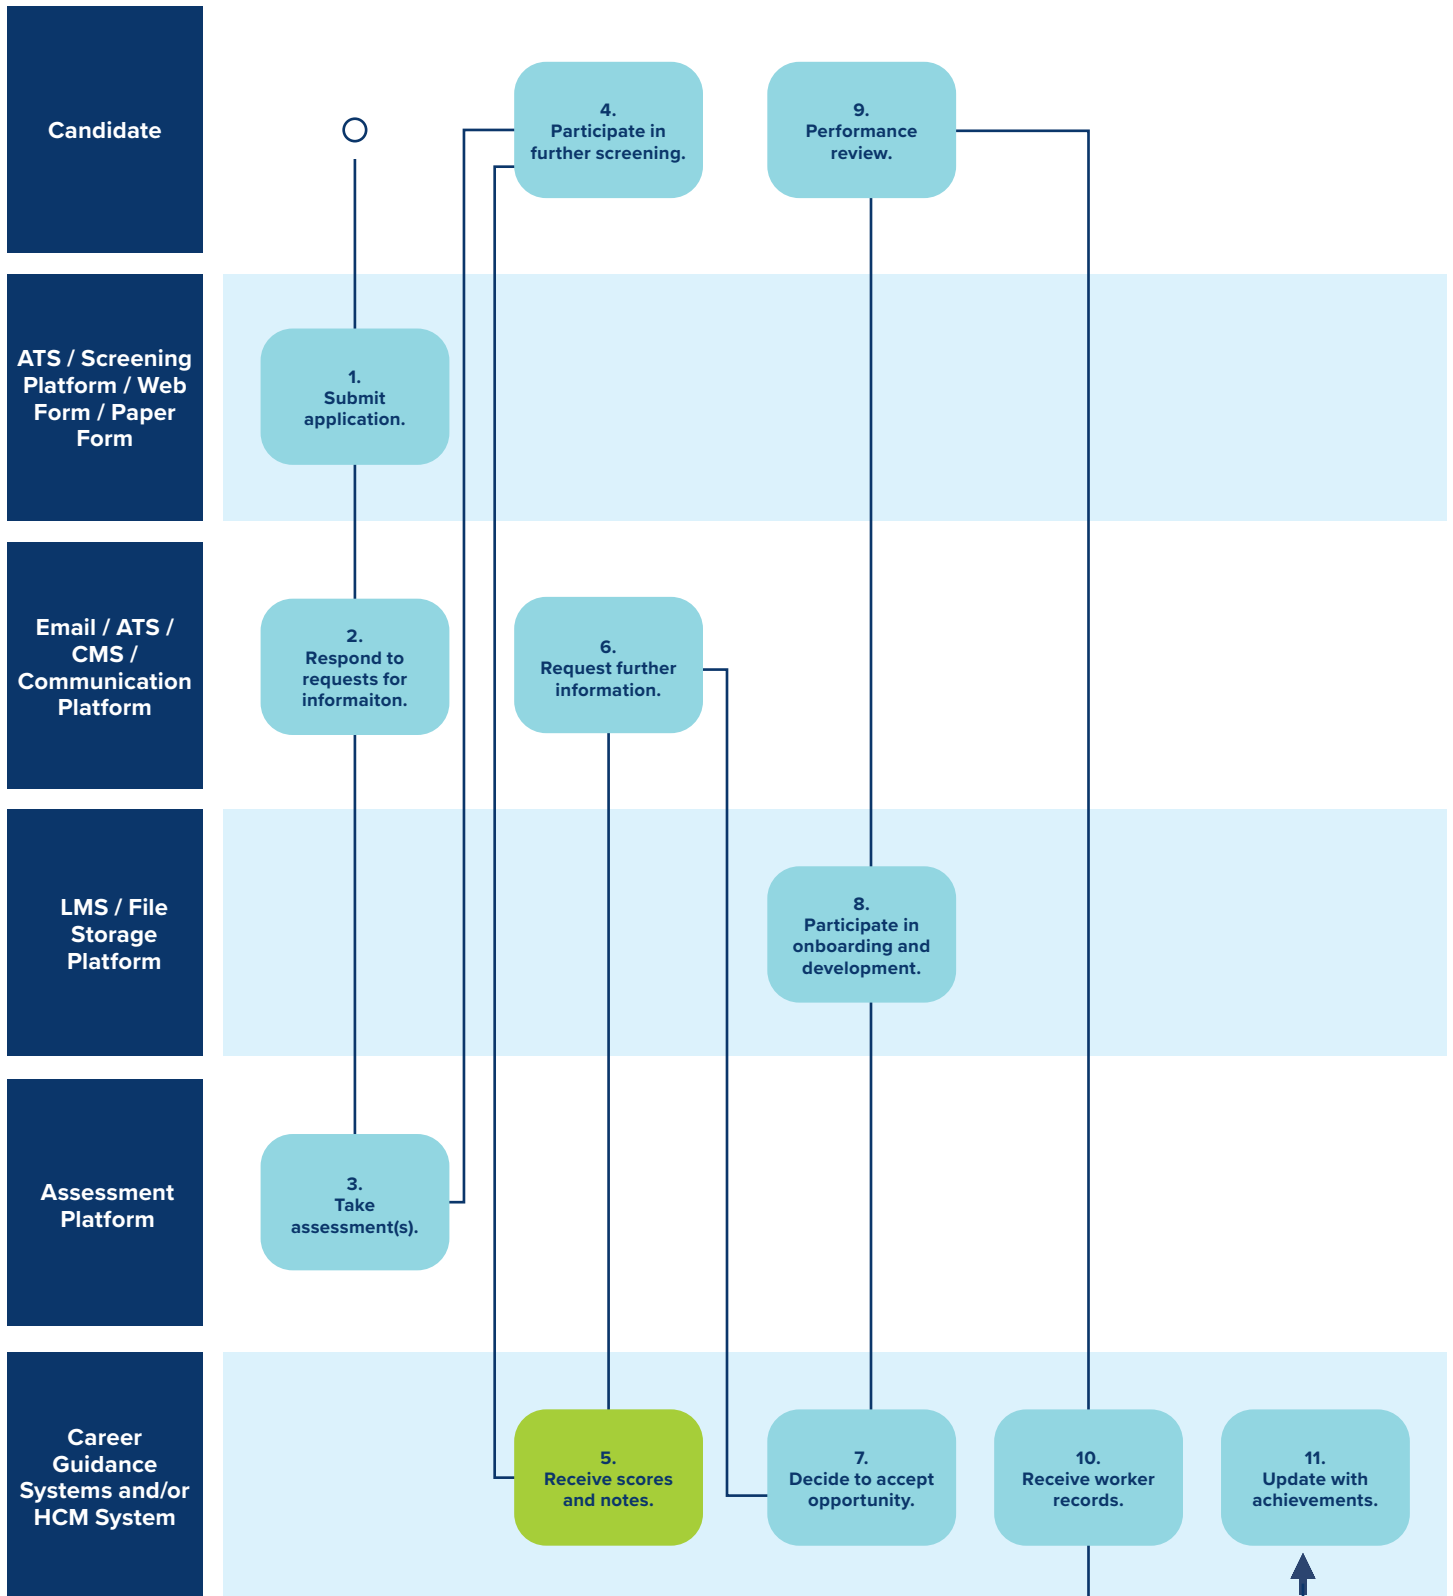 Candidate
4.
Participate in
further screening.
9.
Performance
review.
ATS / Screening
Platform / Web
Form / Paper
Form
1.
Submit
application.
Email / ATS /
CMS /
Communication
Platform
2.
Respond to
requests for
informaiton.
6.
Request further
information.
LMS / File
Storage
Platform
8.
Participate in
onboarding and
development.
Assessment
Platform
3.
Take
assessment(s).
Career
Guidance
Systems and/or
HCM System
5.
Receive scores
and notes.
7.
Decide to accept
opportunity.
10.
Receive worker
records.
11.
Update with
achievements.